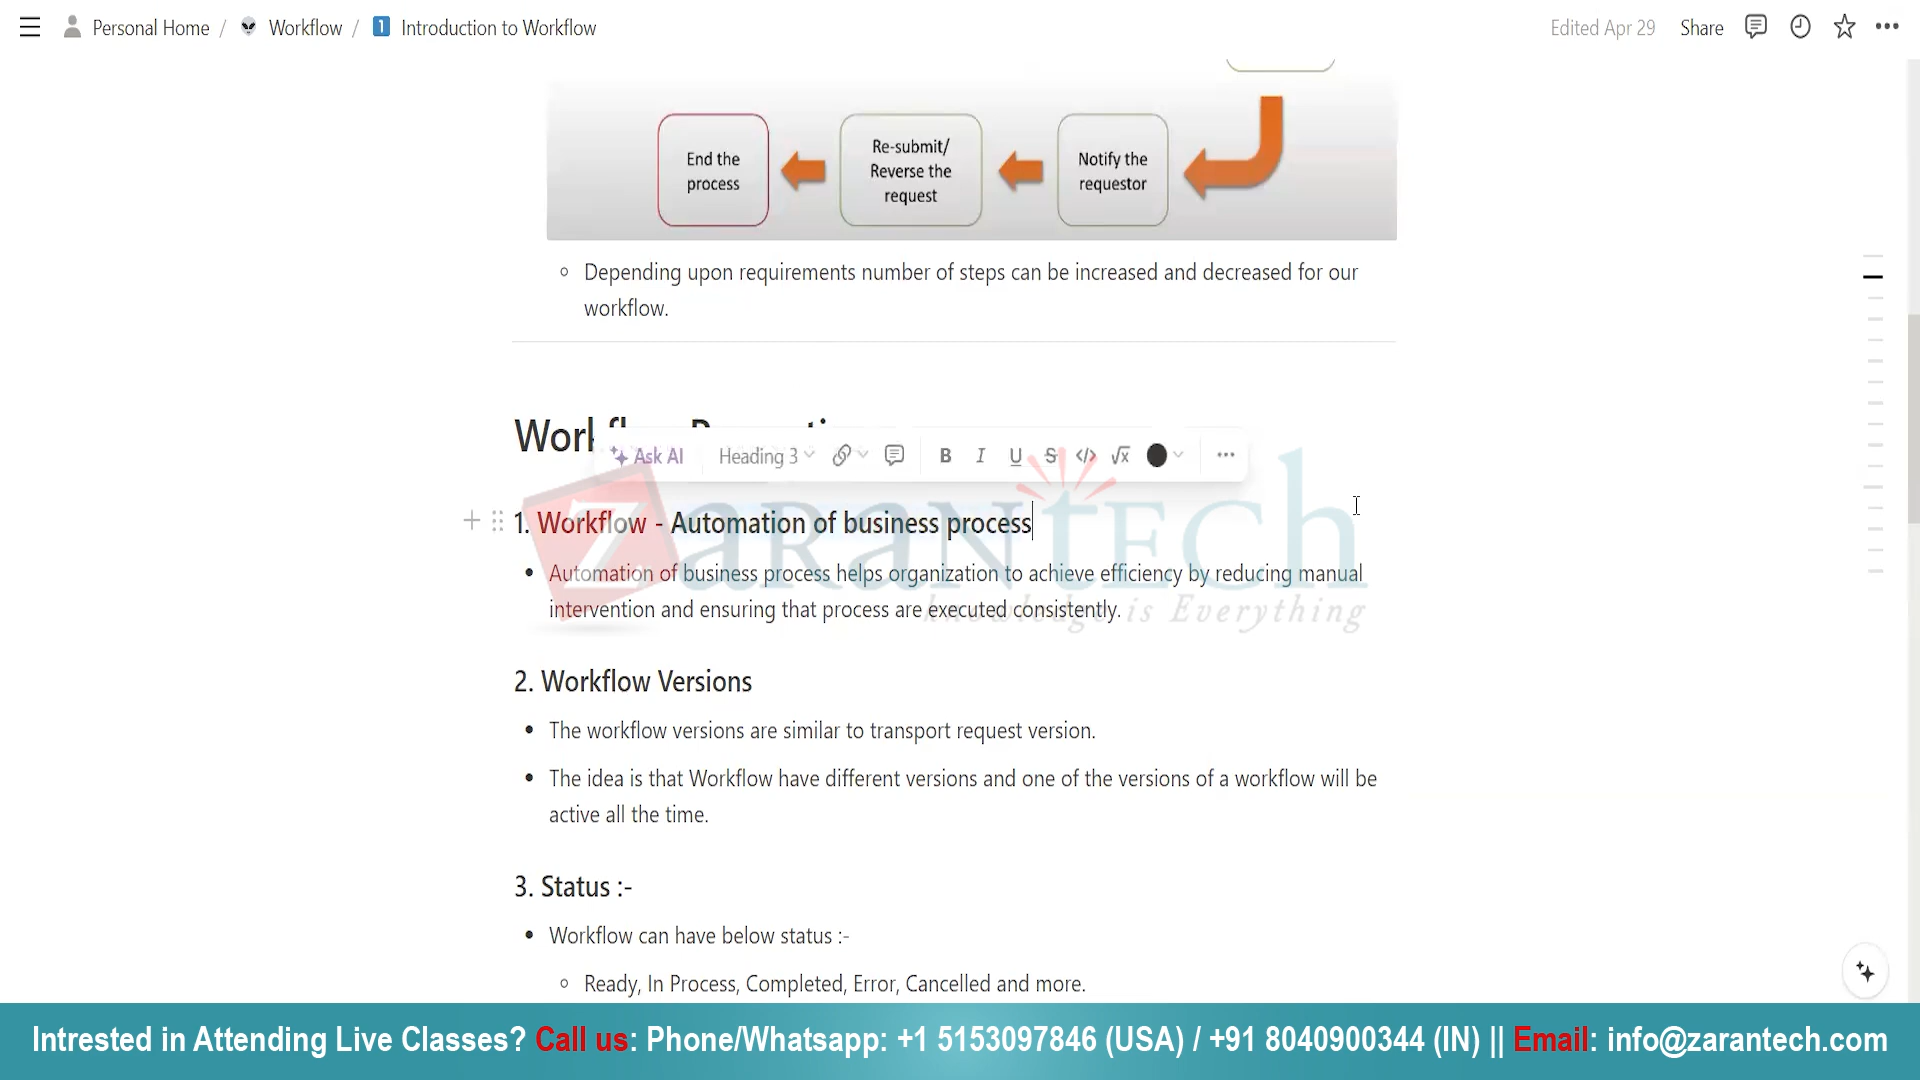 Personal Home / Workflow / 1 Introduction to Workflow
Edited Apr 29 Share
End the
process
Re-submit/
Reverse the
request
Notify the
requestor
Depending upon requirements number of steps can be increased and decreased for our
workflow.
Ask AI Heading 3 B I U S </> √x
1. Workflow - Automation of business process
ZaranTech
Automation of business process helps organization to achieve efficiency by reducing manual
intervention and ensuring that process are executed consistently.
knowledge is Everything
2. Workflow Versions
The workflow versions are similar to transport request version.
The idea is that Workflow have different versions and one of the versions of a workflow will be
active all the time.
3. Status :-
Workflow can have below status :-
Ready, In Process, Completed, Error, Cancelled and more.
Intrested in Attending Live Classes? Call us: Phone/Whatsapp: +1 5153097846 (USA) / +91 8040900344 (IN) || Email: info@zarantech.com